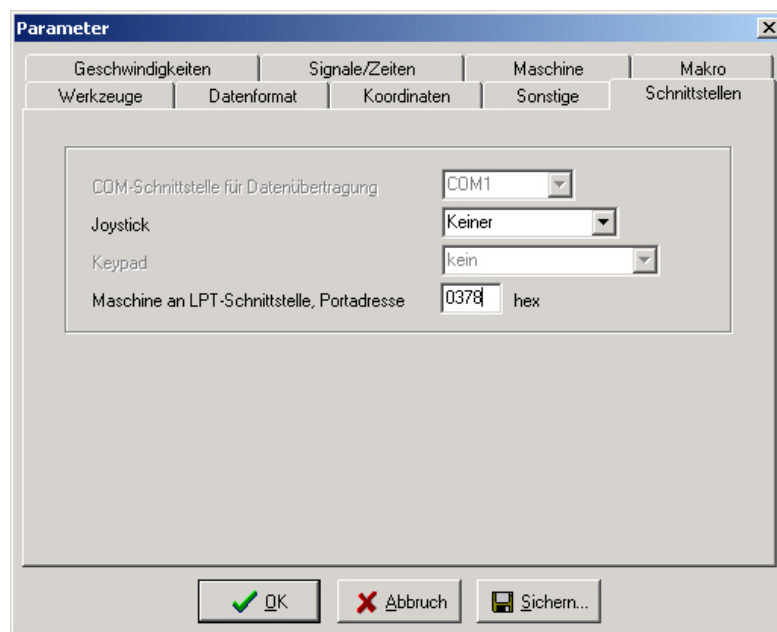 Parameter
Geschwindigkeiten Signale/Zeiten Maschine Makro
Werkzeuge Datenformat Koordinaten Sonstige Schnittstellen
COM-Schnittstelle für Datenübertragung COM1
Joystick Keiner
Keypad kein
Maschine an LPT-Schnittstelle, Portadresse 0378 hex
OK Abbruch Sichern...